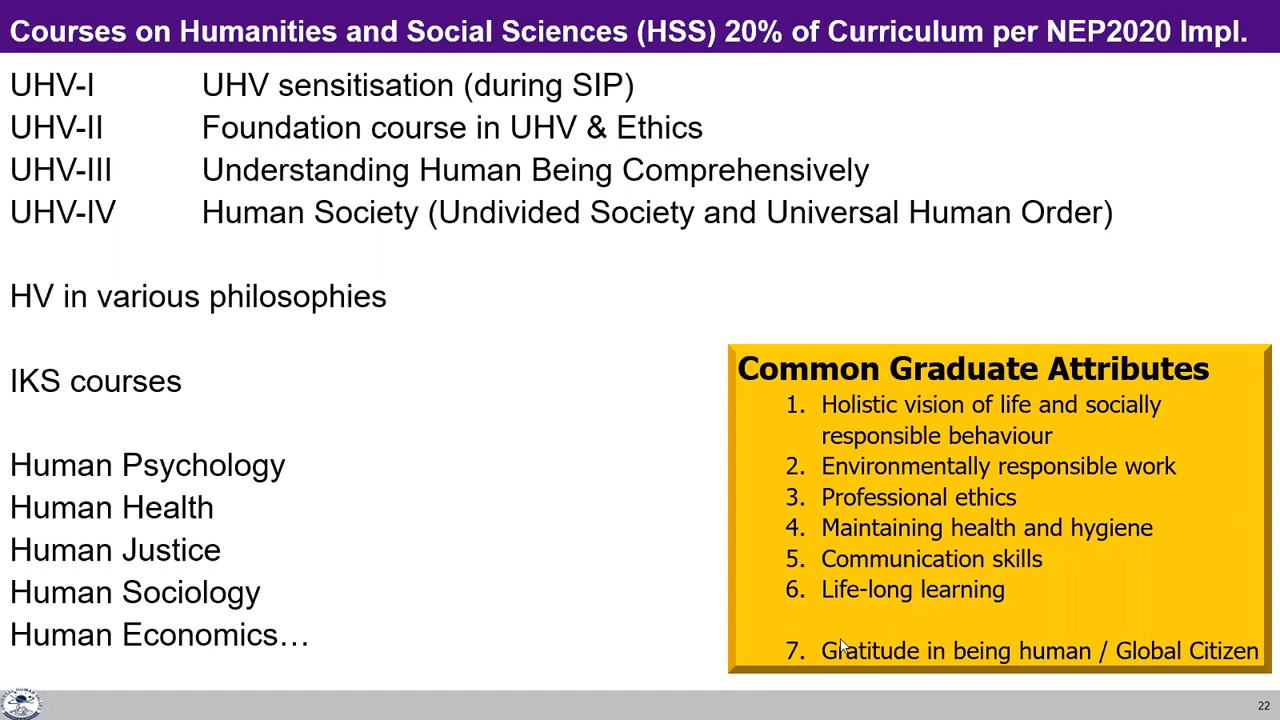 Courses on Humanities and Social Sciences (HSS) 20% of Curriculum per NEP2020 Impl.
UHV-I UHV sensitisation (during SIP)
UHV-II Foundation course in UHV & Ethics
UHV-III Understanding Human Being Comprehensively
UHV-IV Human Society (Undivided Society and Universal Human Order)
HV in various philosophies
IKS courses
Human Psychology
Human Health
Human Justice
Human Sociology
Human Economics…
Common Graduate Attributes
1. Holistic vision of life and socially
responsible behaviour
2. Environmentally responsible work
3. Professional ethics
4. Maintaining health and hygiene
5. Communication skills
6. Life-long learning
7. Gratitude in being human / Global Citizen
22